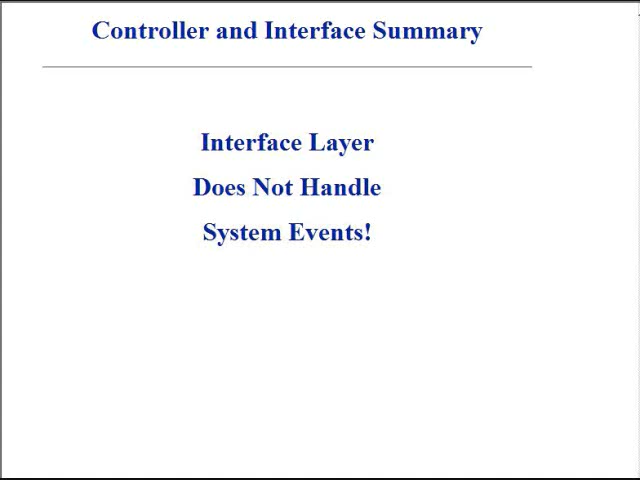 Controller and Interface Summary
Interface Layer
Does Not Handle
System Events!